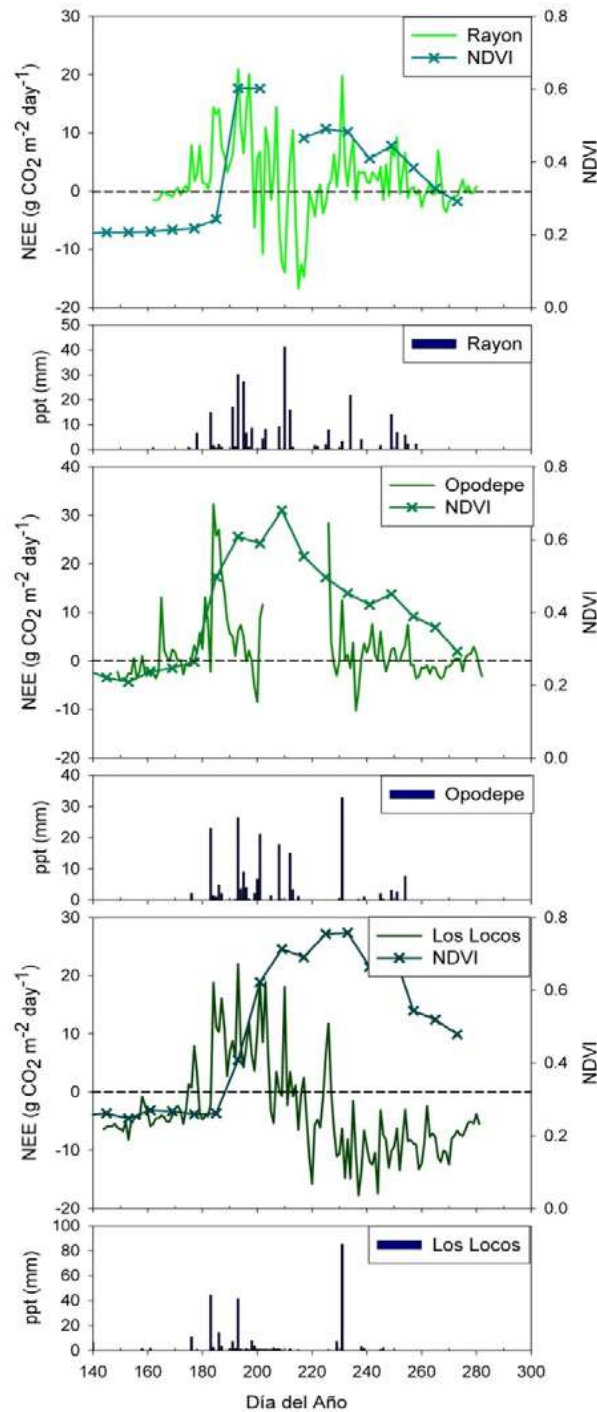 Rayon
NDVI
NEE (g CO2 m-2 day-1)
NDVI
30
20
10
0
-10
-20
0.8
0.6
0.4
0.2
0.0
Rayon
ppt (mm)
50
40
30
20
10
0
Opodepe
NDVI
NEE (g CO2 m-2 day-1)
NDVI
40
30
20
10
0
-10
-20
0.8
0.6
0.4
0.2
0.0
Opodepe
ppt (mm)
40
30
20
10
0
Los Locos
NDVI
NEE (g CO2 m-2 day-1)
NDVI
30
20
10
0
-10
-20
0.8
0.6
0.4
0.2
0.0
Los Locos
ppt (mm)
100
80
60
40
20
0
140 160 180 200 220 240 260 280 300
Día del Año